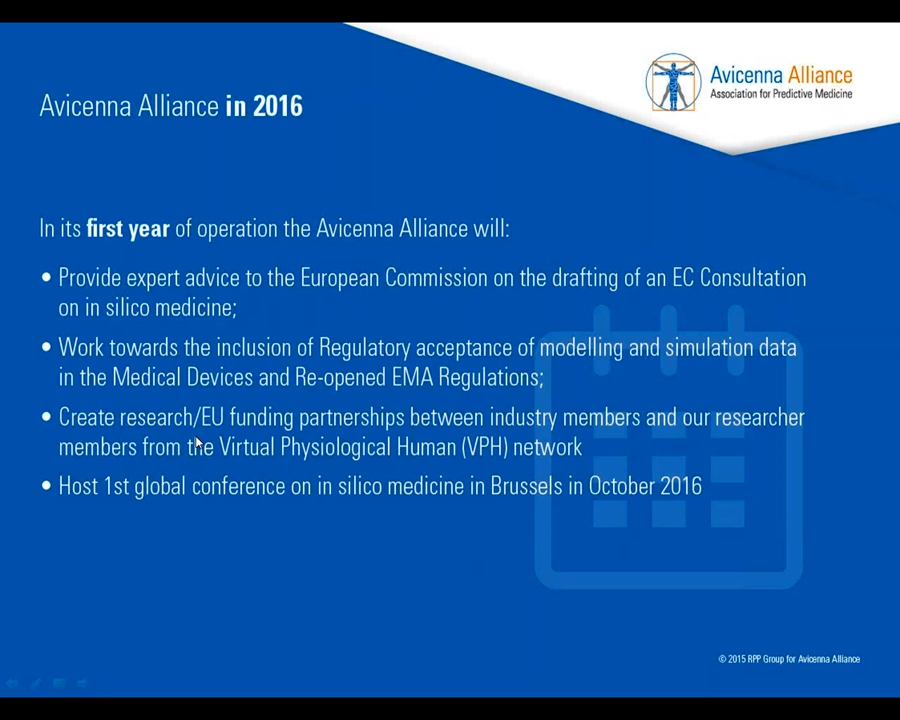 Avicenna Alliance
Association for Predictive Medicine
Avicenna Alliance in 2016
In its first year of operation the Avicenna Alliance will:
• Provide expert advice to the European Commission on the drafting of an EC Consultation
on in silico medicine;
• Work towards the inclusion of Regulatory acceptance of modelling and simulation data
in the Medical Devices and Re-opened EMA Regulations;
• Create research/EU funding partnerships between industry members and our researcher
members from the Virtual Physiological Human (VPH) network
• Host 1st global conference on in silico medicine in Brussels in October 2016
© 2015 RPP Group for Avicenna Alliance